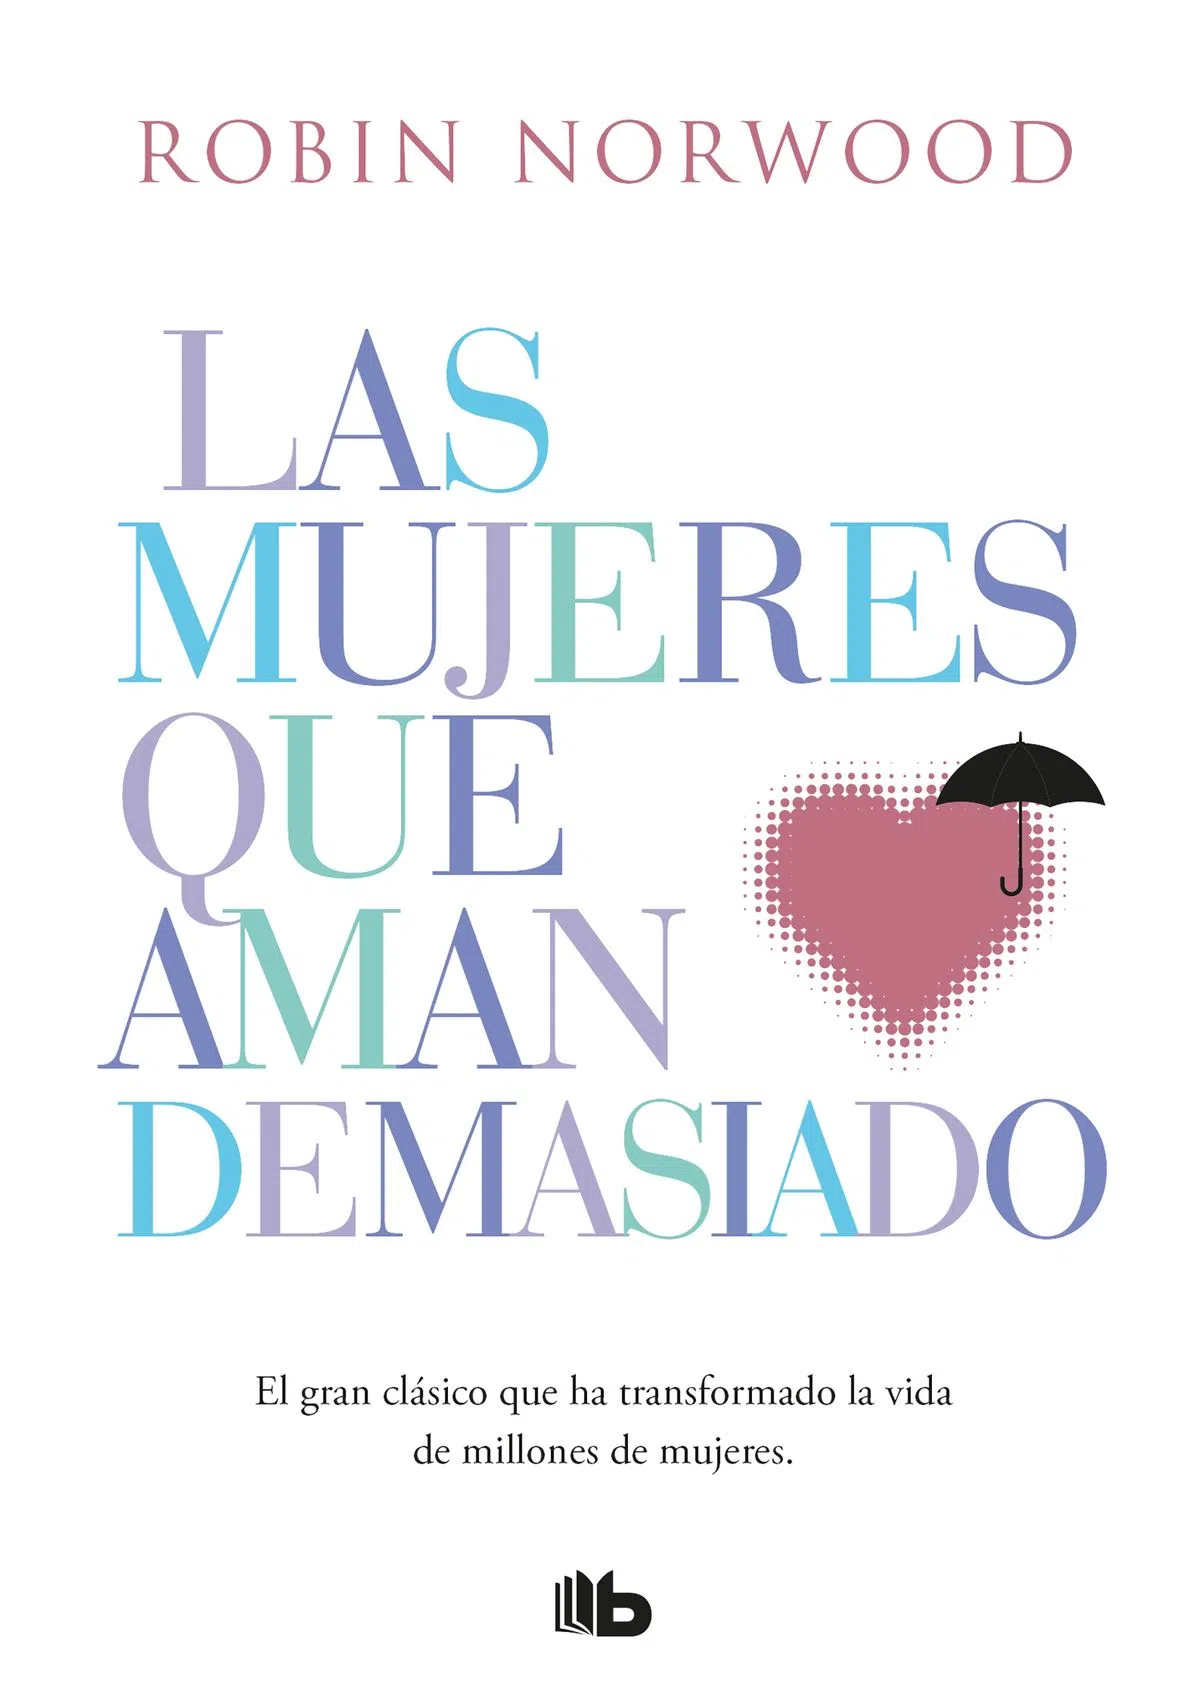 ROBIN NORWOOD
LAS
MUJERES
QUE
AMAN
DEMASIADO
El gran clásico que ha transformado la vida
de millones de mujeres.
b